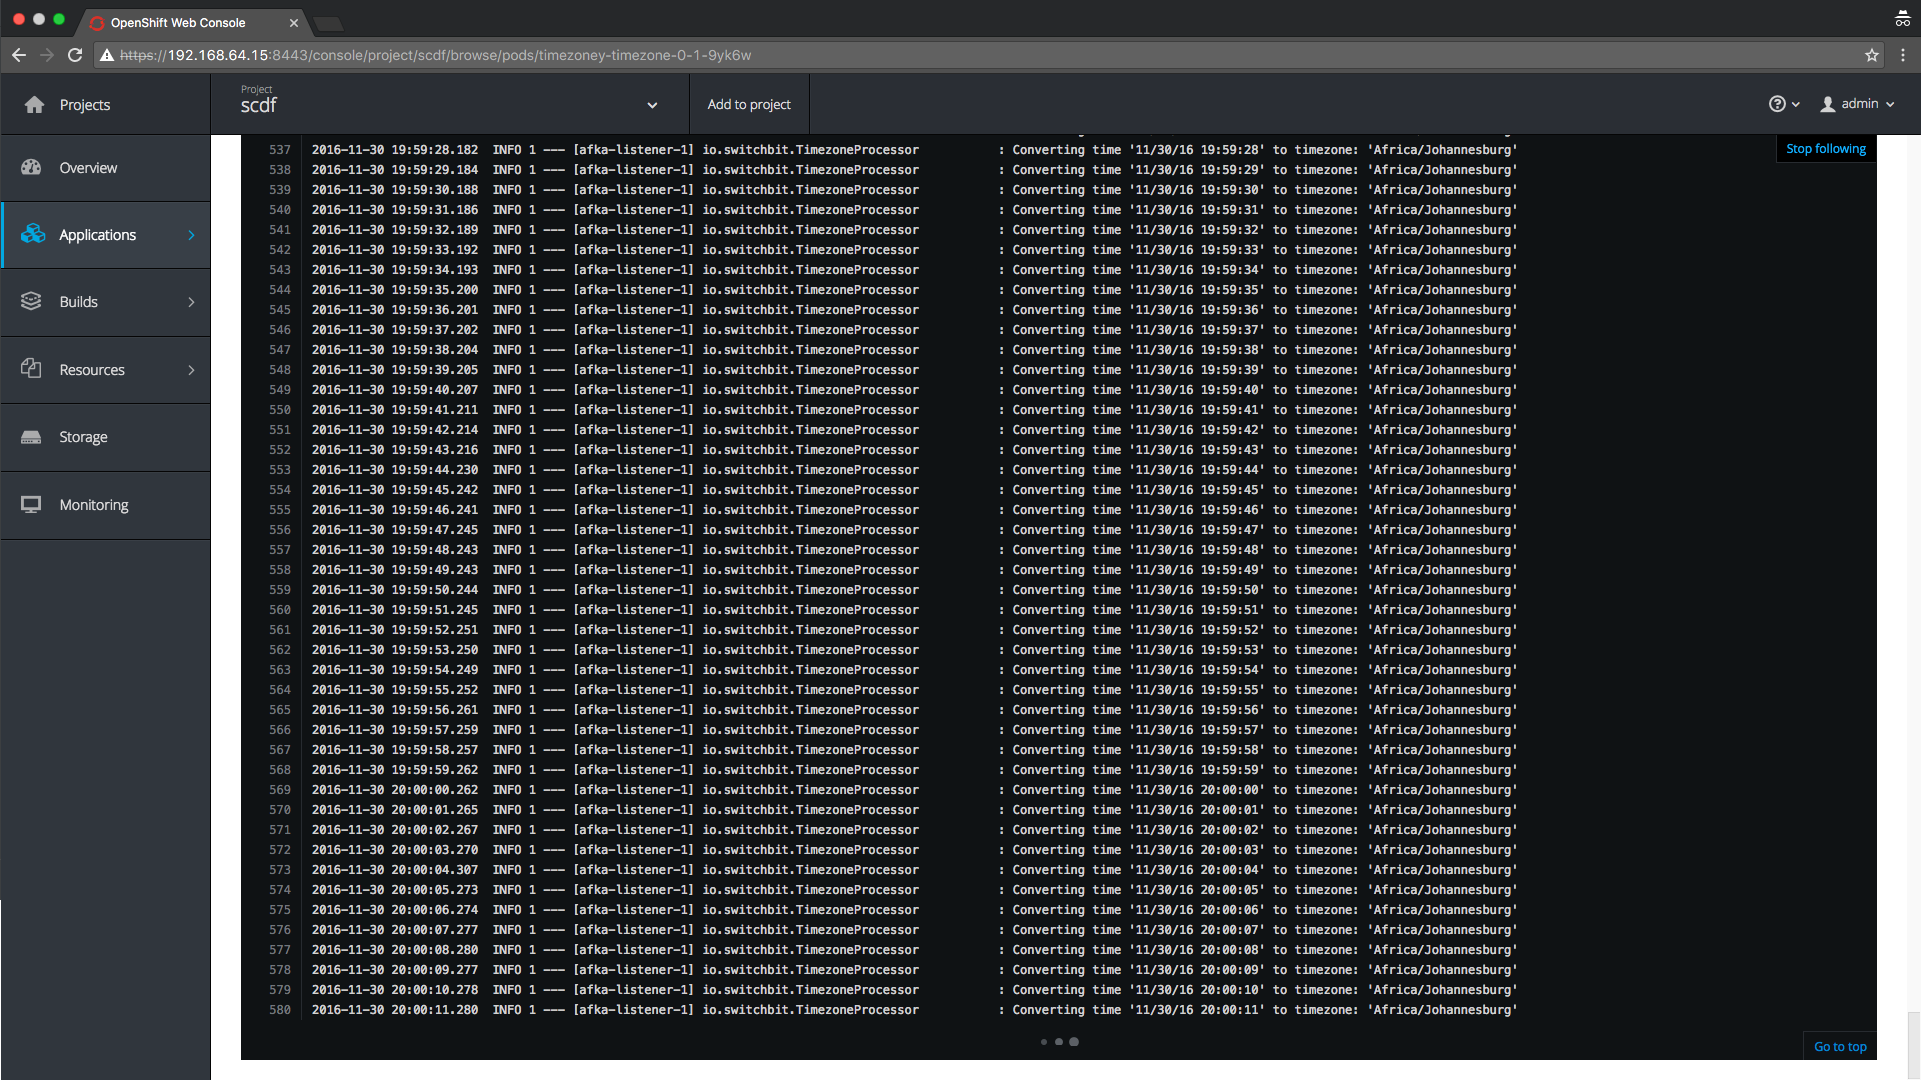 OpenShift Web Console
https://192.168.64.15:8443/console/project/scdf/browse/pods/timezoney-timezone-0-1-9yk6w
Projects
Project
scdf
Add to project
admin
Overview
Applications
Builds
Resources
Storage
Monitoring
Stop following
537 2016-11-30 19:59:28.182 INFO 1 --- [afka-listener-1] io.switchbit.TimezoneProcessor : Converting time '11/30/16 19:59:28' to timezone: 'Africa/Johannesburg'
538 2016-11-30 19:59:29.184 INFO 1 --- [afka-listener-1] io.switchbit.TimezoneProcessor : Converting time '11/30/16 19:59:29' to timezone: 'Africa/Johannesburg'
539 2016-11-30 19:59:30.188 INFO 1 --- [afka-listener-1] io.switchbit.TimezoneProcessor : Converting time '11/30/16 19:59:30' to timezone: 'Africa/Johannesburg'
540 2016-11-30 19:59:31.186 INFO 1 --- [afka-listener-1] io.switchbit.TimezoneProcessor : Converting time '11/30/16 19:59:31' to timezone: 'Africa/Johannesburg'
541 2016-11-30 19:59:32.189 INFO 1 --- [afka-listener-1] io.switchbit.TimezoneProcessor : Converting time '11/30/16 19:59:32' to timezone: 'Africa/Johannesburg'
542 2016-11-30 19:59:33.192 INFO 1 --- [afka-listener-1] io.switchbit.TimezoneProcessor : Converting time '11/30/16 19:59:33' to timezone: 'Africa/Johannesburg'
543 2016-11-30 19:59:34.193 INFO 1 --- [afka-listener-1] io.switchbit.TimezoneProcessor : Converting time '11/30/16 19:59:34' to timezone: 'Africa/Johannesburg'
544 2016-11-30 19:59:35.200 INFO 1 --- [afka-listener-1] io.switchbit.TimezoneProcessor : Converting time '11/30/16 19:59:35' to timezone: 'Africa/Johannesburg'
545 2016-11-30 19:59:36.201 INFO 1 --- [afka-listener-1] io.switchbit.TimezoneProcessor : Converting time '11/30/16 19:59:36' to timezone: 'Africa/Johannesburg'
546 2016-11-30 19:59:37.202 INFO 1 --- [afka-listener-1] io.switchbit.TimezoneProcessor : Converting time '11/30/16 19:59:37' to timezone: 'Africa/Johannesburg'
547 2016-11-30 19:59:38.204 INFO 1 --- [afka-listener-1] io.switchbit.TimezoneProcessor : Converting time '11/30/16 19:59:38' to timezone: 'Africa/Johannesburg'
548 2016-11-30 19:59:39.205 INFO 1 --- [afka-listener-1] io.switchbit.TimezoneProcessor : Converting time '11/30/16 19:59:39' to timezone: 'Africa/Johannesburg'
549 2016-11-30 19:59:40.207 INFO 1 --- [afka-listener-1] io.switchbit.TimezoneProcessor : Converting time '11/30/16 19:59:40' to timezone: 'Africa/Johannesburg'
550 2016-11-30 19:59:41.211 INFO 1 --- [afka-listener-1] io.switchbit.TimezoneProcessor : Converting time '11/30/16 19:59:41' to timezone: 'Africa/Johannesburg'
551 2016-11-30 19:59:42.214 INFO 1 --- [afka-listener-1] io.switchbit.TimezoneProcessor : Converting time '11/30/16 19:59:42' to timezone: 'Africa/Johannesburg'
552 2016-11-30 19:59:43.216 INFO 1 --- [afka-listener-1] io.switchbit.TimezoneProcessor : Converting time '11/30/16 19:59:43' to timezone: 'Africa/Johannesburg'
553 2016-11-30 19:59:44.230 INFO 1 --- [afka-listener-1] io.switchbit.TimezoneProcessor : Converting time '11/30/16 19:59:44' to timezone: 'Africa/Johannesburg'
554 2016-11-30 19:59:45.242 INFO 1 --- [afka-listener-1] io.switchbit.TimezoneProcessor : Converting time '11/30/16 19:59:45' to timezone: 'Africa/Johannesburg'
555 2016-11-30 19:59:46.241 INFO 1 --- [afka-listener-1] io.switchbit.TimezoneProcessor : Converting time '11/30/16 19:59:46' to timezone: 'Africa/Johannesburg'
556 2016-11-30 19:59:47.245 INFO 1 --- [afka-listener-1] io.switchbit.TimezoneProcessor : Converting time '11/30/16 19:59:47' to timezone: 'Africa/Johannesburg'
557 2016-11-30 19:59:48.243 INFO 1 --- [afka-listener-1] io.switchbit.TimezoneProcessor : Converting time '11/30/16 19:59:48' to timezone: 'Africa/Johannesburg'
558 2016-11-30 19:59:49.243 INFO 1 --- [afka-listener-1] io.switchbit.TimezoneProcessor : Converting time '11/30/16 19:59:49' to timezone: 'Africa/Johannesburg'
559 2016-11-30 19:59:50.244 INFO 1 --- [afka-listener-1] io.switchbit.TimezoneProcessor : Converting time '11/30/16 19:59:50' to timezone: 'Africa/Johannesburg'
560 2016-11-30 19:59:51.245 INFO 1 --- [afka-listener-1] io.switchbit.TimezoneProcessor : Converting time '11/30/16 19:59:51' to timezone: 'Africa/Johannesburg'
561 2016-11-30 19:59:52.251 INFO 1 --- [afka-listener-1] io.switchbit.TimezoneProcessor : Converting time '11/30/16 19:59:52' to timezone: 'Africa/Johannesburg'
562 2016-11-30 19:59:53.250 INFO 1 --- [afka-listener-1] io.switchbit.TimezoneProcessor : Converting time '11/30/16 19:59:53' to timezone: 'Africa/Johannesburg'
563 2016-11-30 19:59:54.249 INFO 1 --- [afka-listener-1] io.switchbit.TimezoneProcessor : Converting time '11/30/16 19:59:54' to timezone: 'Africa/Johannesburg'
564 2016-11-30 19:59:55.252 INFO 1 --- [afka-listener-1] io.switchbit.TimezoneProcessor : Converting time '11/30/16 19:59:55' to timezone: 'Africa/Johannesburg'
565 2016-11-30 19:59:56.261 INFO 1 --- [afka-listener-1] io.switchbit.TimezoneProcessor : Converting time '11/30/16 19:59:56' to timezone: 'Africa/Johannesburg'
566 2016-11-30 19:59:57.259 INFO 1 --- [afka-listener-1] io.switchbit.TimezoneProcessor : Converting time '11/30/16 19:59:57' to timezone: 'Africa/Johannesburg'
567 2016-11-30 19:59:58.257 INFO 1 --- [afka-listener-1] io.switchbit.TimezoneProcessor : Converting time '11/30/16 19:59:58' to timezone: 'Africa/Johannesburg'
568 2016-11-30 19:59:59.262 INFO 1 --- [afka-listener-1] io.switchbit.TimezoneProcessor : Converting time '11/30/16 19:59:59' to timezone: 'Africa/Johannesburg'
569 2016-11-30 20:00:00.262 INFO 1 --- [afka-listener-1] io.switchbit.TimezoneProcessor : Converting time '11/30/16 20:00:00' to timezone: 'Africa/Johannesburg'
570 2016-11-30 20:00:01.265 INFO 1 --- [afka-listener-1] io.switchbit.TimezoneProcessor : Converting time '11/30/16 20:00:01' to timezone: 'Africa/Johannesburg'
571 2016-11-30 20:00:02.267 INFO 1 --- [afka-listener-1] io.switchbit.TimezoneProcessor : Converting time '11/30/16 20:00:02' to timezone: 'Africa/Johannesburg'
572 2016-11-30 20:00:03.270 INFO 1 --- [afka-listener-1] io.switchbit.TimezoneProcessor : Converting time '11/30/16 20:00:03' to timezone: 'Africa/Johannesburg'
573 2016-11-30 20:00:04.307 INFO 1 --- [afka-listener-1] io.switchbit.TimezoneProcessor : Converting time '11/30/16 20:00:04' to timezone: 'Africa/Johannesburg'
574 2016-11-30 20:00:05.273 INFO 1 --- [afka-listener-1] io.switchbit.TimezoneProcessor : Converting time '11/30/16 20:00:05' to timezone: 'Africa/Johannesburg'
575 2016-11-30 20:00:06.274 INFO 1 --- [afka-listener-1] io.switchbit.TimezoneProcessor : Converting time '11/30/16 20:00:06' to timezone: 'Africa/Johannesburg'
576 2016-11-30 20:00:07.277 INFO 1 --- [afka-listener-1] io.switchbit.TimezoneProcessor : Converting time '11/30/16 20:00:07' to timezone: 'Africa/Johannesburg'
577 2016-11-30 20:00:08.280 INFO 1 --- [afka-listener-1] io.switchbit.TimezoneProcessor : Converting time '11/30/16 20:00:08' to timezone: 'Africa/Johannesburg'
578 2016-11-30 20:00:09.277 INFO 1 --- [afka-listener-1] io.switchbit.TimezoneProcessor : Converting time '11/30/16 20:00:09' to timezone: 'Africa/Johannesburg'
579 2016-11-30 20:00:10.278 INFO 1 --- [afka-listener-1] io.switchbit.TimezoneProcessor : Converting time '11/30/16 20:00:10' to timezone: 'Africa/Johannesburg'
580 2016-11-30 20:00:11.280 INFO 1 --- [afka-listener-1] io.switchbit.TimezoneProcessor : Converting time '11/30/16 20:00:11' to timezone: 'Africa/Johannesburg'
Go to top